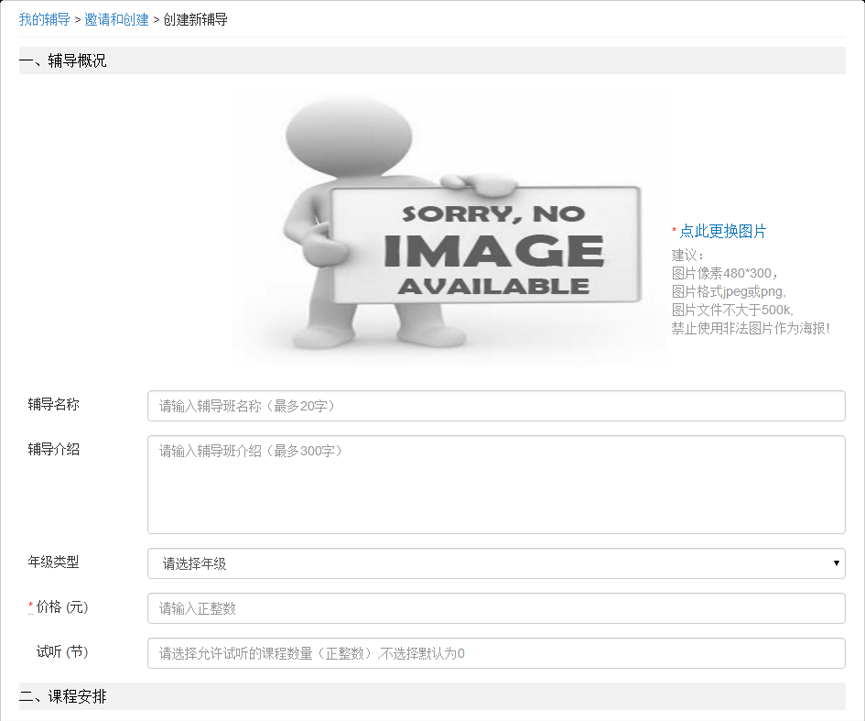 我的辅导 > 邀请和创建 > 创建新辅导
一、辅导概况
SORRY, NO
IMAGE
AVAILABLE
* 点此更换图片
建议：
图片像素480*300，
图片格式jpeg或png,
图片文件不大于500k,
禁止使用非法图片作为海报!
辅导名称
请输入辅导班名称（最多20字）
辅导介绍
请输入辅导班介绍（最多300字）
年级类型
请选择年级
* 价格 (元)
请输入正整数
试听 (节)
请选择允许试听的课程数量（正整数）,不选择默认为0
二、课程安排